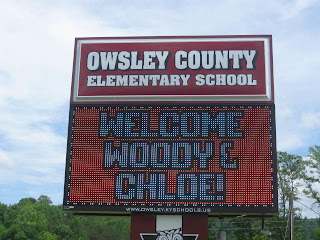 OWSLEY COUNTY
ELEMENTARY SCHOOL
WELCOME
WOODY &
CHLOE!
WWW.OWSLEY.KYSCHOOLS.US